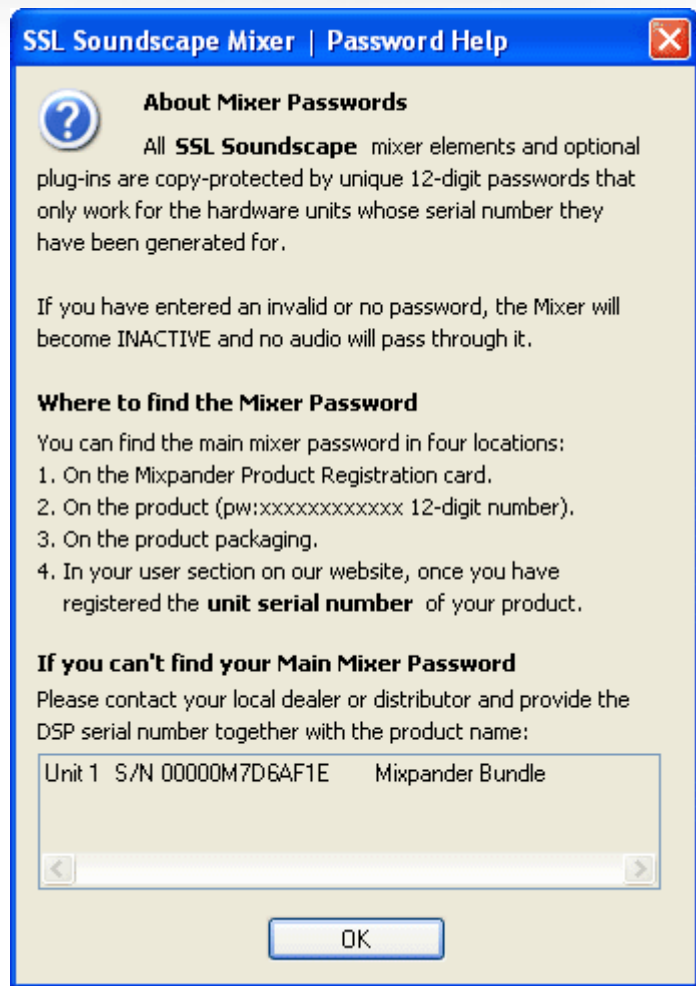 SSL Soundscape Mixer | Password Help
About Mixer Passwords
All SSL Soundscape mixer elements and optional
plug-ins are copy-protected by unique 12-digit passwords that
only work for the hardware units whose serial number they
have been generated for.
If you have entered an invalid or no password, the Mixer will
become INACTIVE and no audio will pass through it.
Where to find the Mixer Password
You can find the main mixer password in four locations:
1. On the Mixpander Product Registration card.
2. On the product (pw:xxxxxxxxxxxx 12-digit number).
3. On the product packaging.
4. In your user section on our website, once you have
registered the unit serial number of your product.
If you can't find your Main Mixer Password
Please contact your local dealer or distributor and provide the
DSP serial number together with the product name:
Unit 1 S/N 00000M7D6AF1E Mixpander Bundle
OK